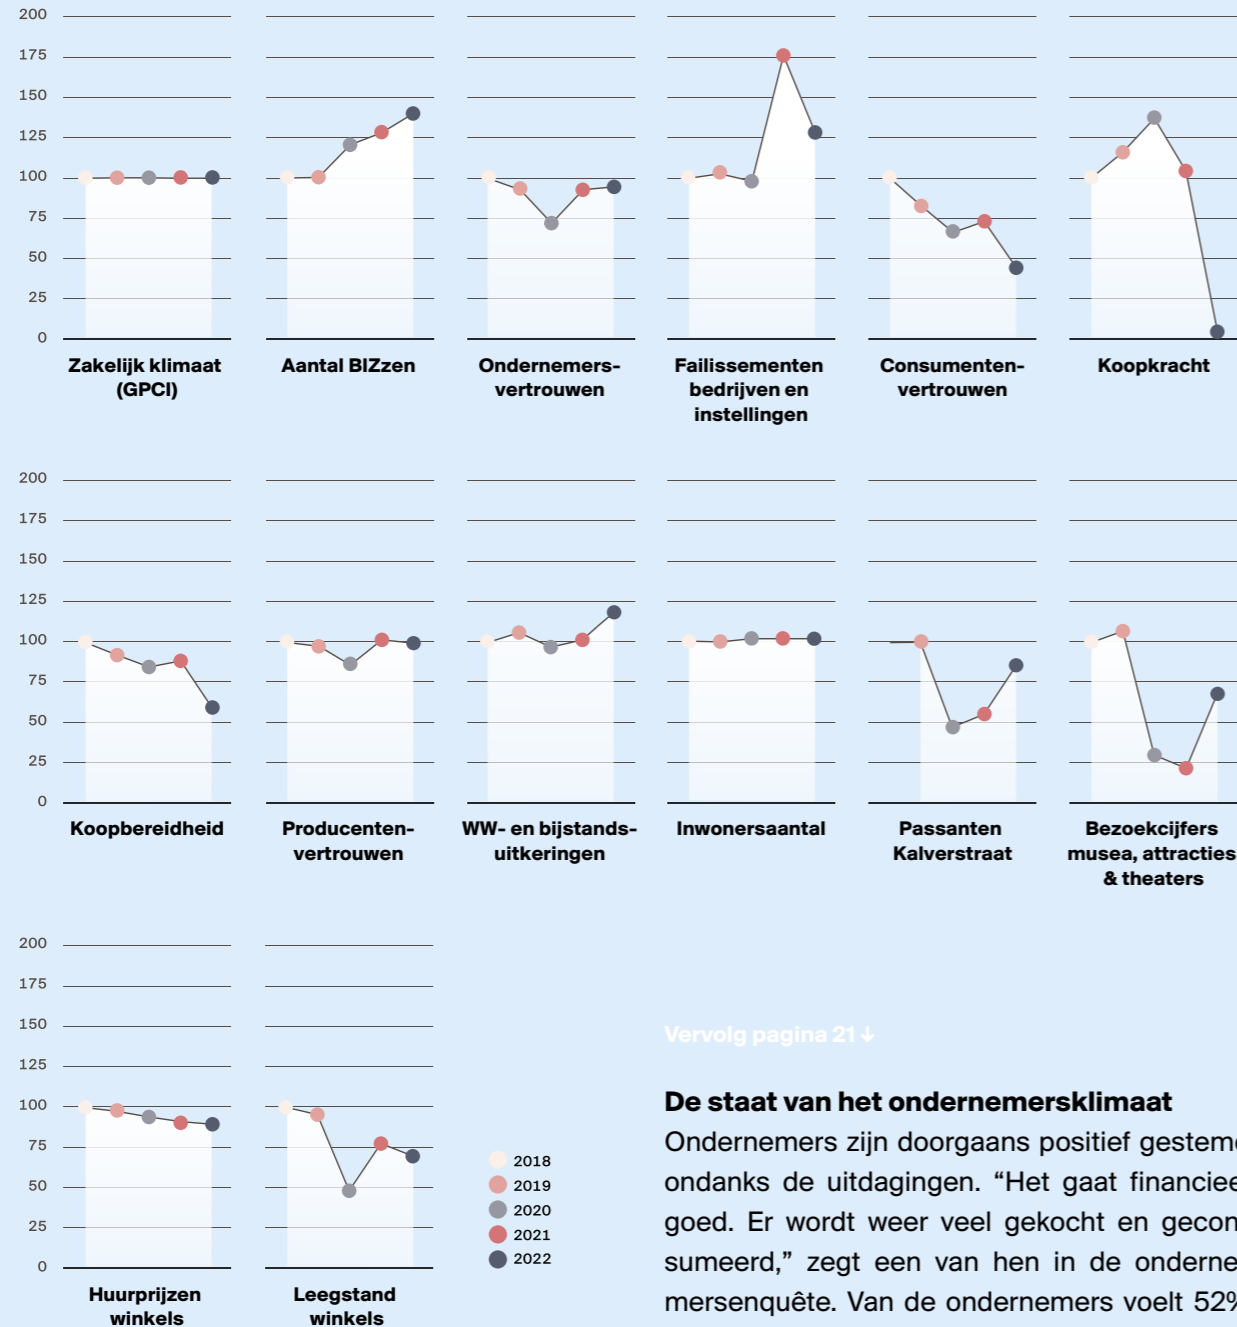 200
175
150
125
100
75
50
25
0
Zakelijk klimaat
(GPCI)
Aantal BIZzen
Ondernemers-
vertrouwen
Failissementen
bedrijven en
instellingen
Consumenten-
vertrouwen
Koopkracht
200
175
150
125
100
75
50
25
0
Koopbereidheid
Producenten-
vertrouwen
WW- en bijstands-
uitkeringen
Inwonersaantal
Passanten
Kalverstraat
Bezoekcijfers
musea, attracties
& theaters
200
175
150
125
100
75
50
25
0
Huurprijzen
winkels
Leegstand
winkels
2018
2019
2020
2021
2022
Vervolg pagina 21 ↓
De staat van het ondernemersklimaat
Ondernemers zijn doorgaans positief gesteme
ondanks de uitdagingen. “Het gaat financiee
goed. Er wordt weer veel gekocht en gecon
sumeerd,” zegt een van hen in de onderne
mersenquête. Van de ondernemers voelt 52%